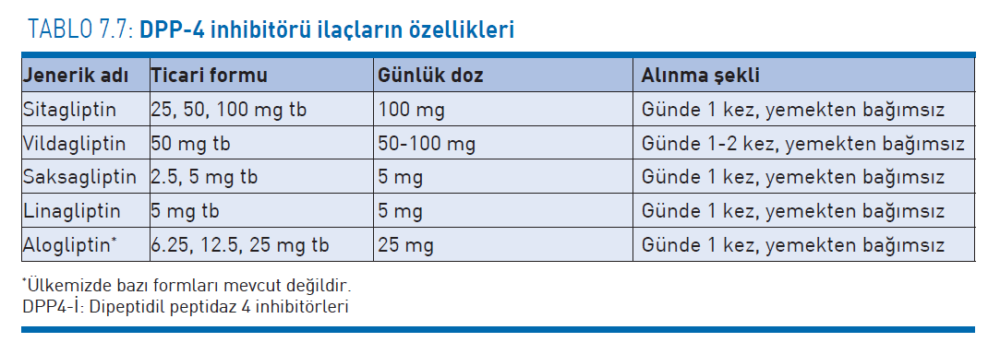 TABLO 7.7: DPP-4 inhibitörü ilaçların özellikleri
Jenerik adı Ticari formu Günlük doz Alınma şekli
Sitagliptin 25, 50, 100 mg tb 100 mg Günde 1 kez, yemekten bağımsız
Vildagliptin 50 mg tb 50-100 mg Günde 1-2 kez, yemekten bağımsız
Saksagliptin 2.5, 5 mg tb 5 mg Günde 1 kez, yemekten bağımsız
Linagliptin 5 mg tb 5 mg Günde 1 kez, yemekten bağımsız
Alogliptin* 6.25, 12.5, 25 mg tb 25 mg Günde 1 kez, yemekten bağımsız
*Ülkemizde bazı formları mevcut değildir.
DPP4-İ: Dipeptidil peptidaz 4 inhibitörleri